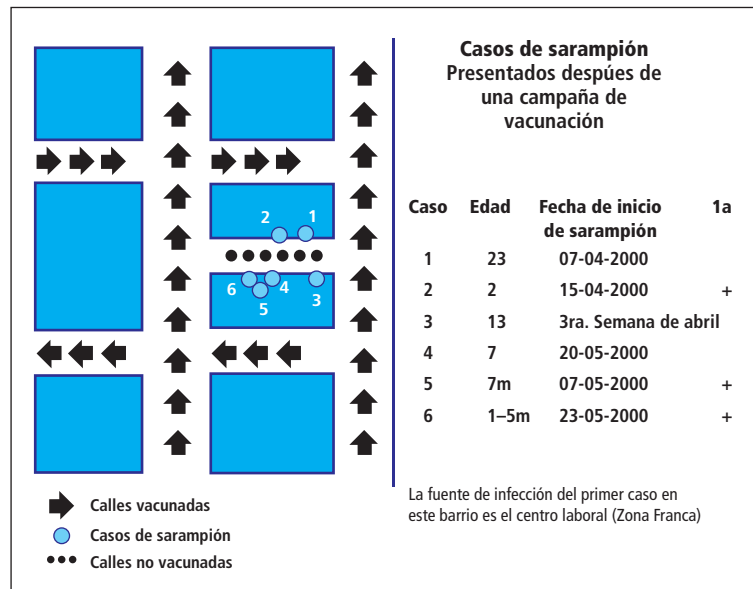 Casos de sarampión
Presentados despúes de
una campaña de
vacunación
2 1
6 4 3
5
Caso Edad Fecha de inicio 1a
de sarampión
1 23 07-04-2000
2 2 15-04-2000 +
3 13 3ra. Semana de abril
4 7 20-05-2000
5 7m 07-05-2000 +
6 1–5m 23-05-2000 +
Calles vacunadas
Casos de sarampión
Calles no vacunadas
La fuente de infección del primer caso en
este barrio es el centro laboral (Zona Franca)